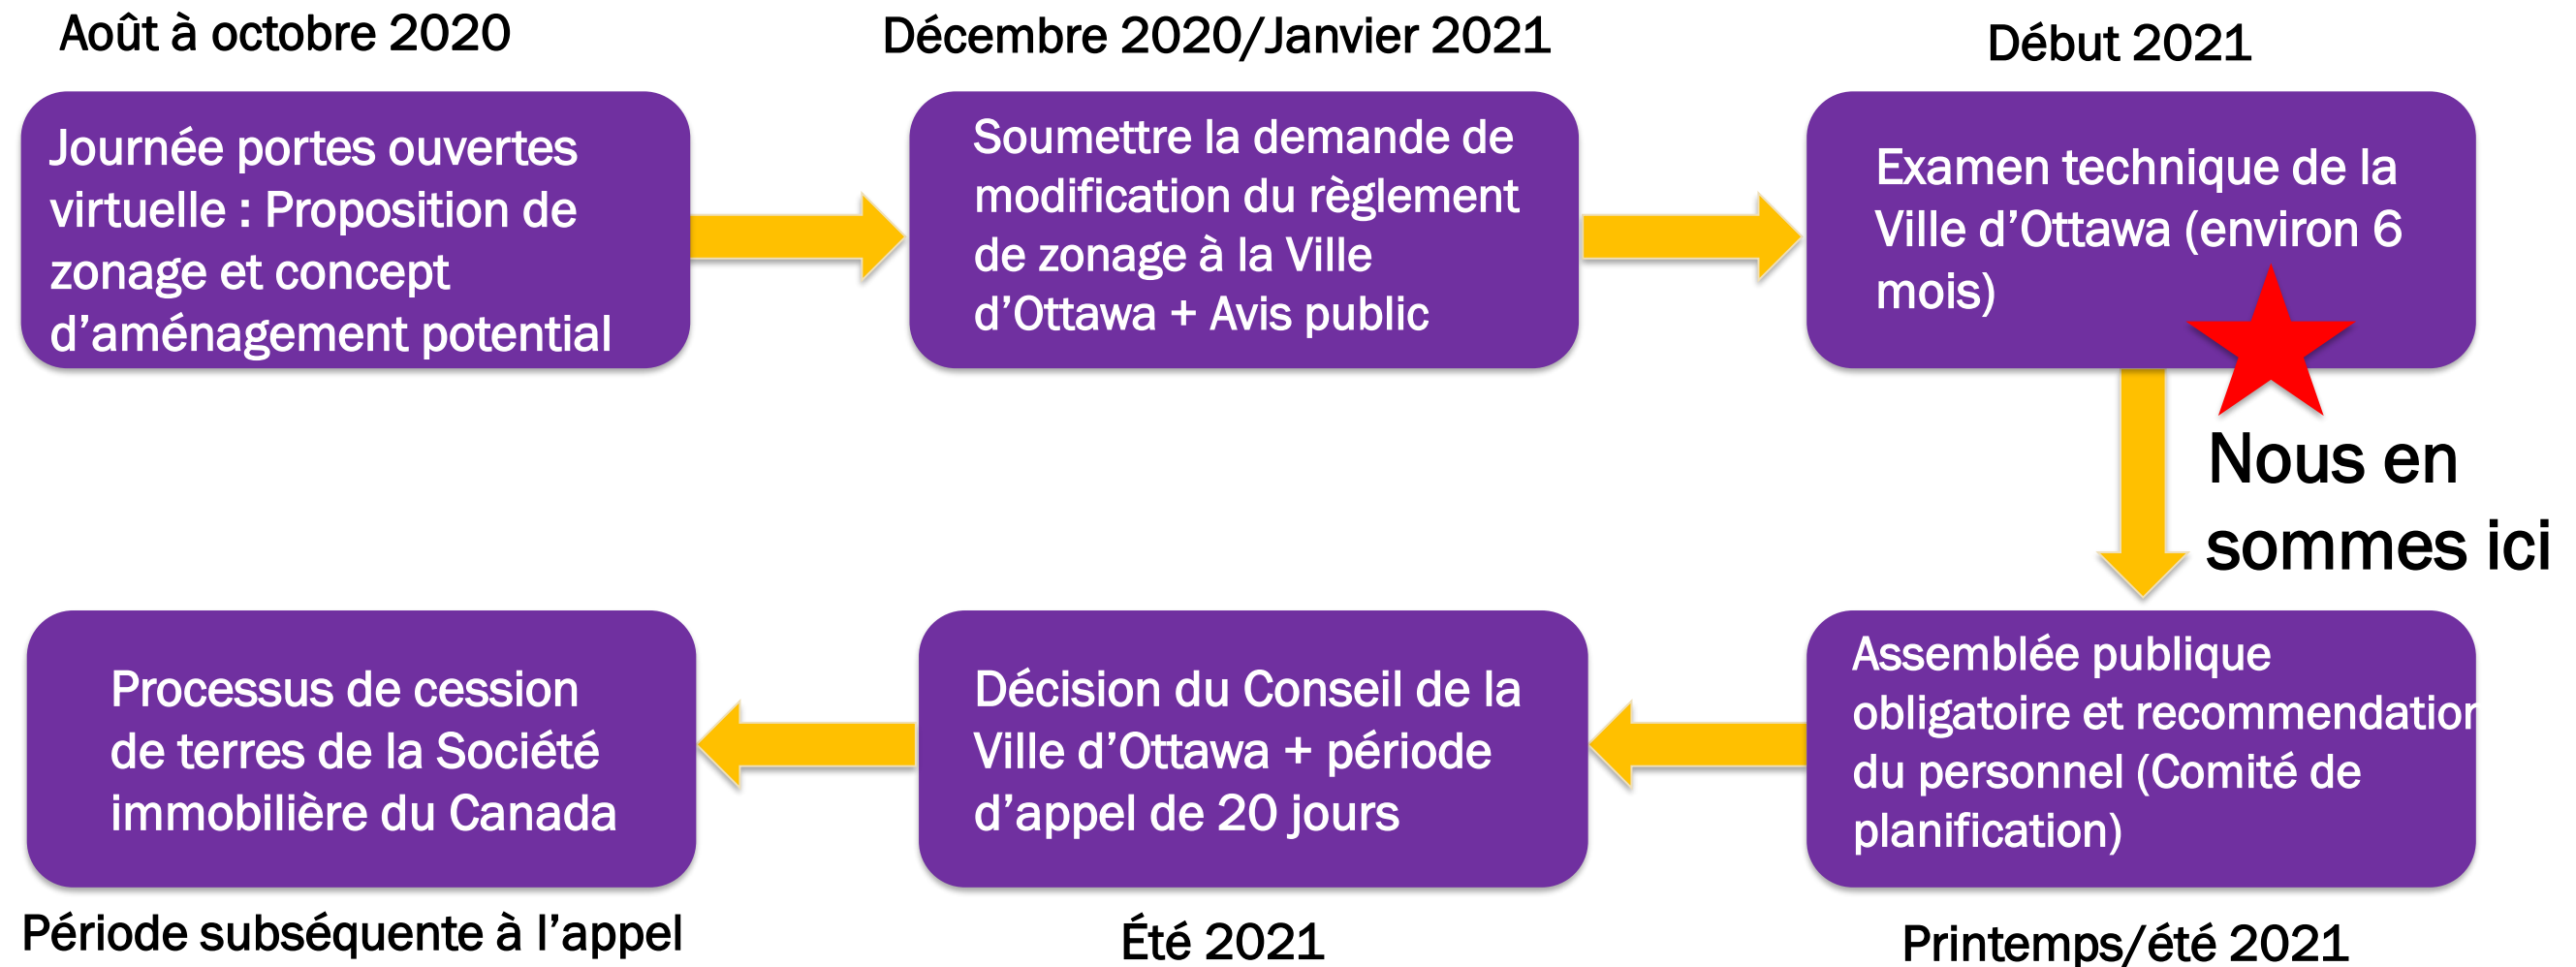 Août à octobre 2020
Journée portes ouvertes
virtuelle : Proposition de
zonage et concept
d’aménagement potential
Décembre 2020/Janvier 2021
Soumettre la demande de
modification du règlement
de zonage à la Ville
d’Ottawa + Avis public
Début 2021
Examen technique de la
Ville d’Ottawa (environ 6
mois)
Nous en
sommes ici
Assemblée publique
obligatoire et recommendation
du personnel (Comité de
planification)
Printemps/été 2021
Décision du Conseil de la
Ville d’Ottawa + période
d’appel de 20 jours
Été 2021
Processus de cession
de terres de la Société
immobilière du Canada
Période subséquente à l’appel